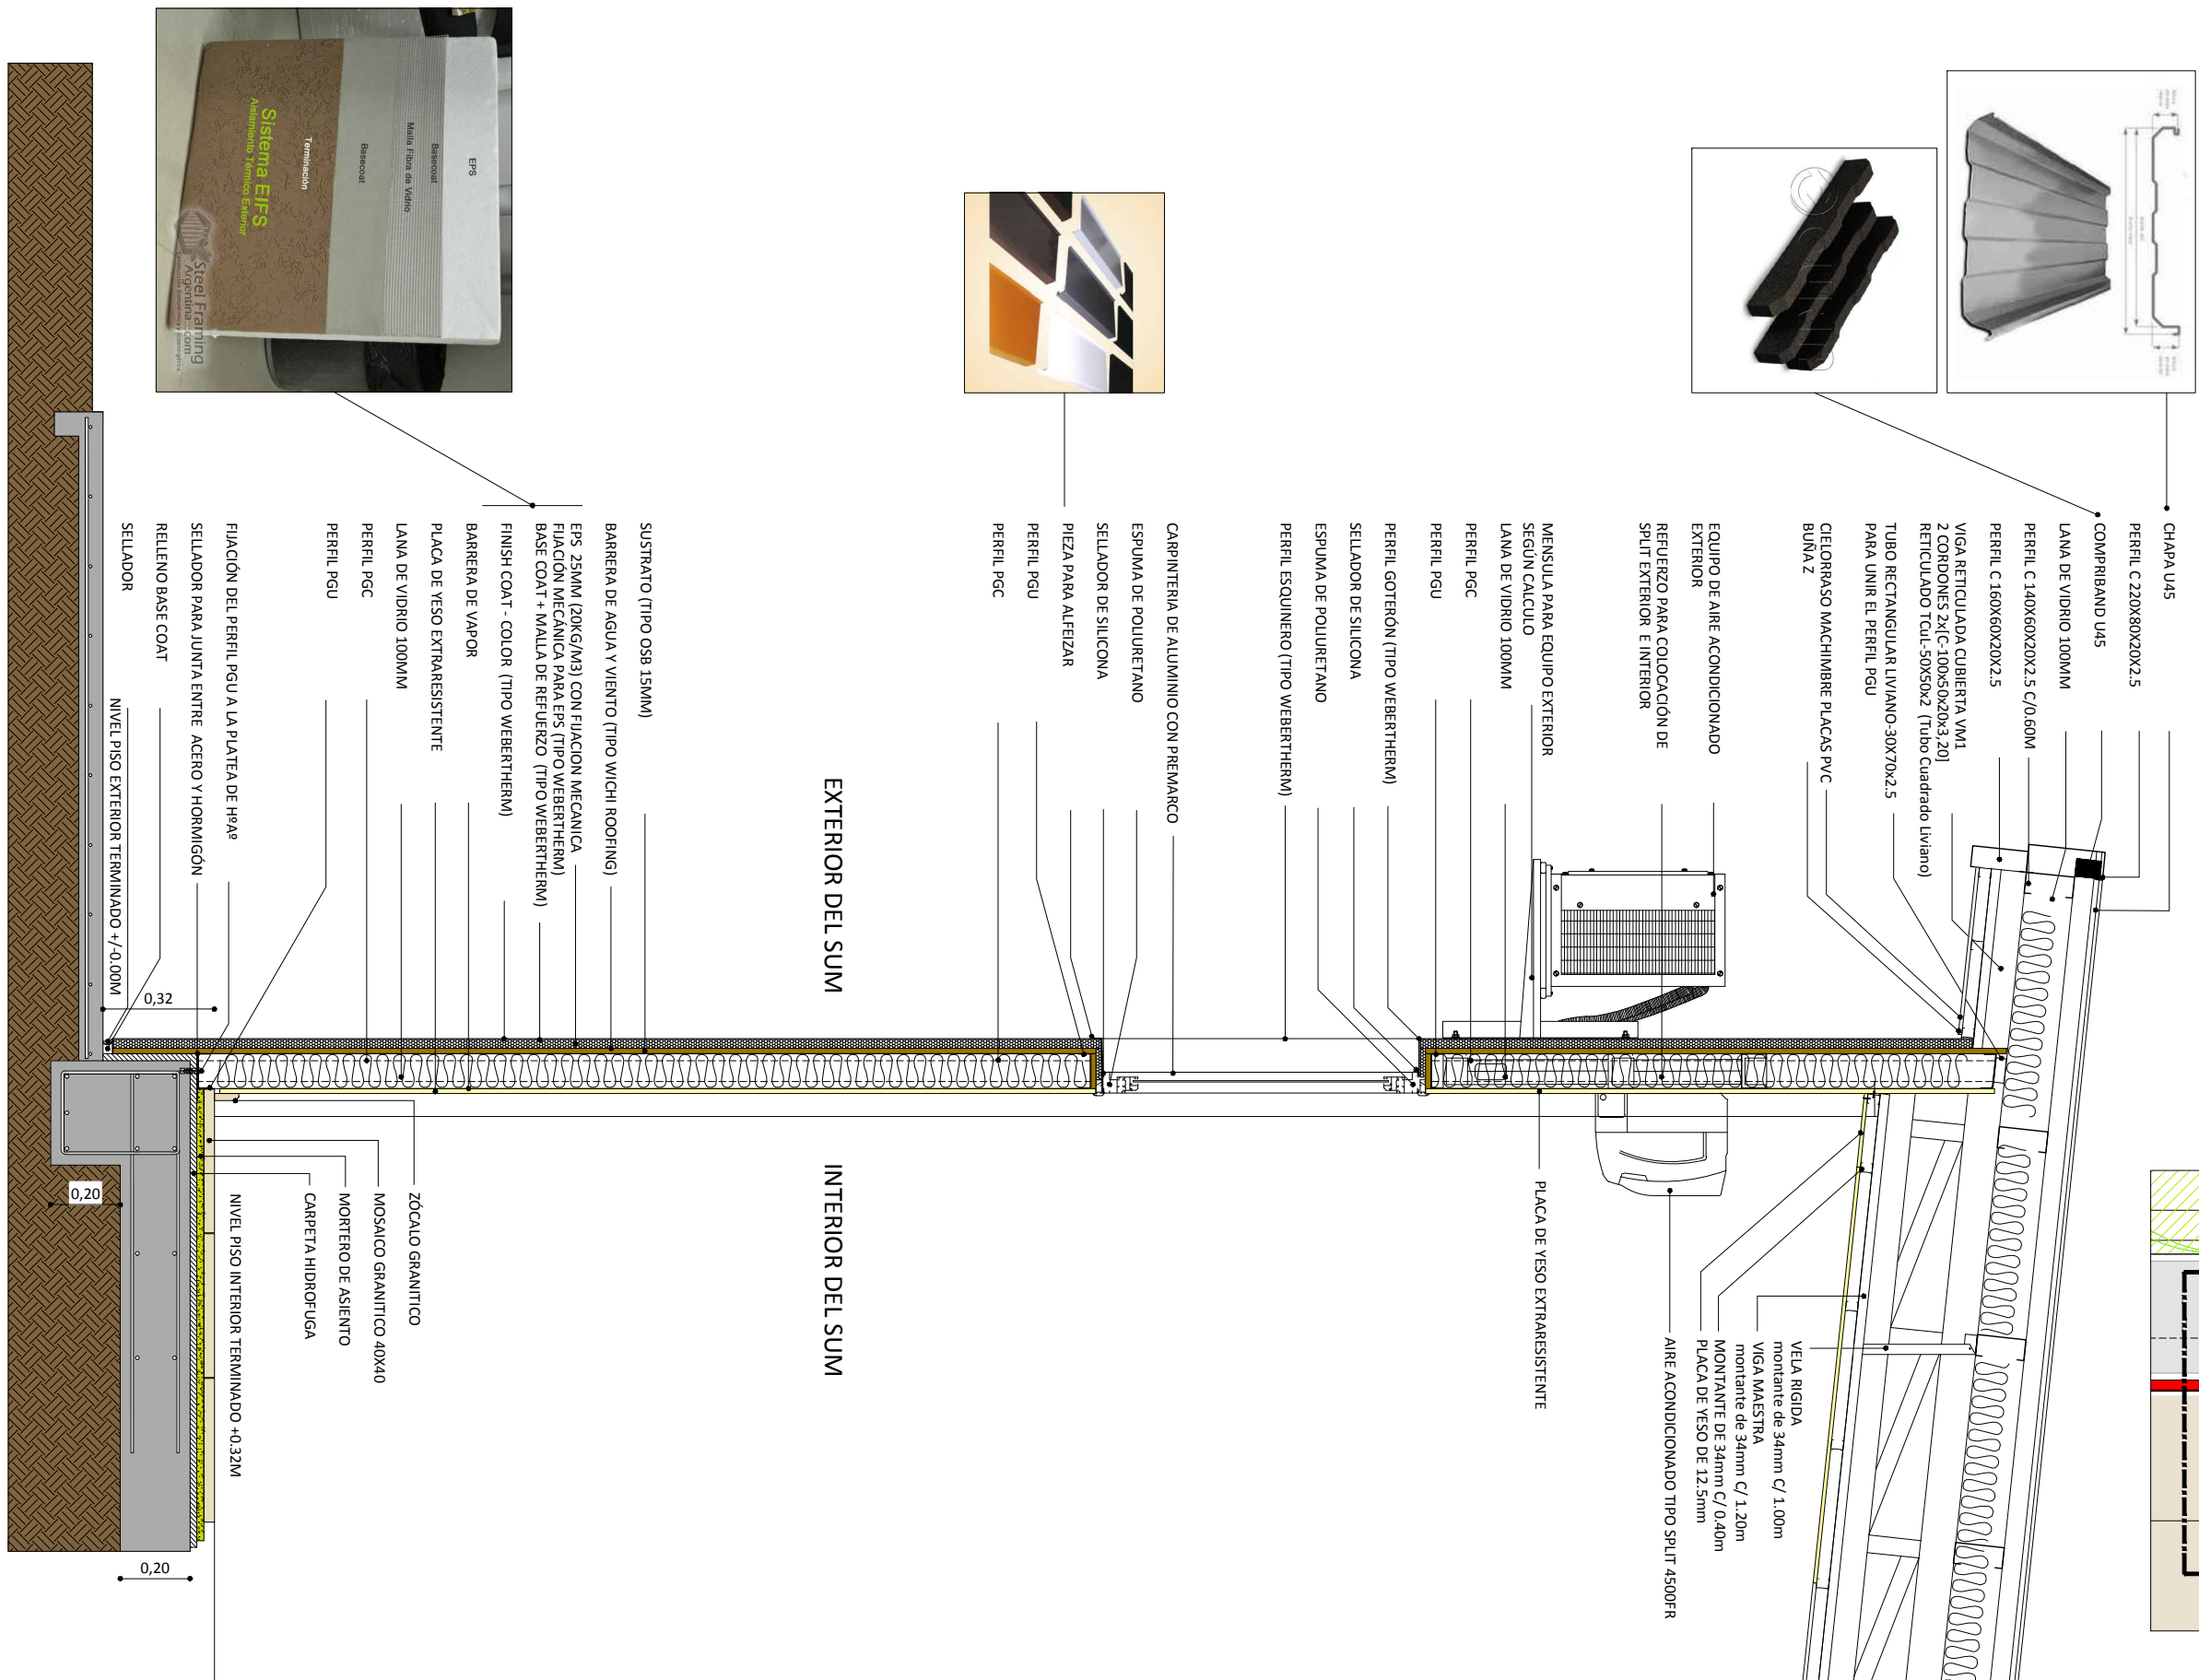 CHAPA U45
PERFIL C 220X80X20X2.5
COMPRIBAND U45
LANA DE VIDRIO 100MM
PERFIL C 140X60X20X2.5 C/0.60M
PERFIL C 160X60X20X2.5
VIGA RETICULADA CUBIERTA VM1
2 CORDONES 2x[C-100x50x20x3,20]
RETICULADO TCuL-50X50x2 (Tubo Cuadrado Liviano)
TUBO RECTANGULAR LIVIANO-30X70x2.5
PARA UNIR EL PERFIL PGU
CIELORRASO MACHIMBRE PLACAS PVC
BUÑA Z
EQUIPO DE AIRE ACONDICIONADO
EXTERIOR
REFUERZO PARA COLOCACIÓN DE
SPLIT EXTERIOR E INTERIOR
MENSULA PARA EQUIPO EXTERIOR
SEGÚN CALCULO
LANA DE VIDRIO 100MM
PERFIL PGC
PERFIL PGU
PERFIL GOTERÓN (TIPO WEBERTHERM)
SELLADOR DE SILICONA
ESPUMA DE POLIURETANO
PERFIL ESQUINERO (TIPO WEBERTHERM)
CARPINTERIA DE ALUMINIO CON PREMARCO
ESPUMA DE POLIURETANO
SELLADOR DE SILICONA
PIEZA PARA ALFEIZAR
PERFIL PGU
PERFIL PGC
EXTERIOR DEL SUM
INTERIOR DEL SUM
SUSTRATO (TIPO OSB 15MM)
BARRERA DE AGUA Y VIENTO (TIPO WICHI ROOFING)
EPS 25MM (20KG/M3) CON FIJACION MECANICA
FIJACIÓN MECÁNICA PARA EPS (TIPO WEBERTHERM)
BASE COAT + MALLA DE REFUERZO (TIPO WEBERTHERM)
FINISH COAT - COLOR (TIPO WEBERTHERM)
BARRERA DE VAPOR
PLACA DE YESO EXTRARESISTENTE
LANA DE VIDRIO 100MM
PERFIL PGC
PERFIL PGU
FIJACIÓN DEL PERFIL PGU A LA PLATEA DE HºAº
SELLADOR PARA JUNTA ENTRE ACERO Y HORMIGÓN
RELLENO BASE COAT
SELLADOR
NIVEL PISO EXTERIOR TERMINADO +/-0.00M
0,32
0,20
0,20
VELA RIGIDA
montante de 34mm C/ 1.00m
VIGA MAESTRA
montante de 34mm C/ 1.20m
MONTANTE DE 34mm C/ 0.40m
PLACA DE YESO DE 12.5mm
AIRE ACONDICIONADO TIPO SPLIT 4500FR
PLACA DE YESO EXTRARESISTENTE
ZÓCALO GRANITICO
MOSAICO GRANITICO 40X40
MORTERO DE ASIENTO
CARPETA HIDROFUGA
NIVEL PISO INTERIOR TERMINADO +0.32M
EPS
Basecoat
Malla Fibra de Vidrio
Basecoat
Terminación
Sistema EIFS
Aislamiento Térmico Exterior
Steel Framing
Argentina.com